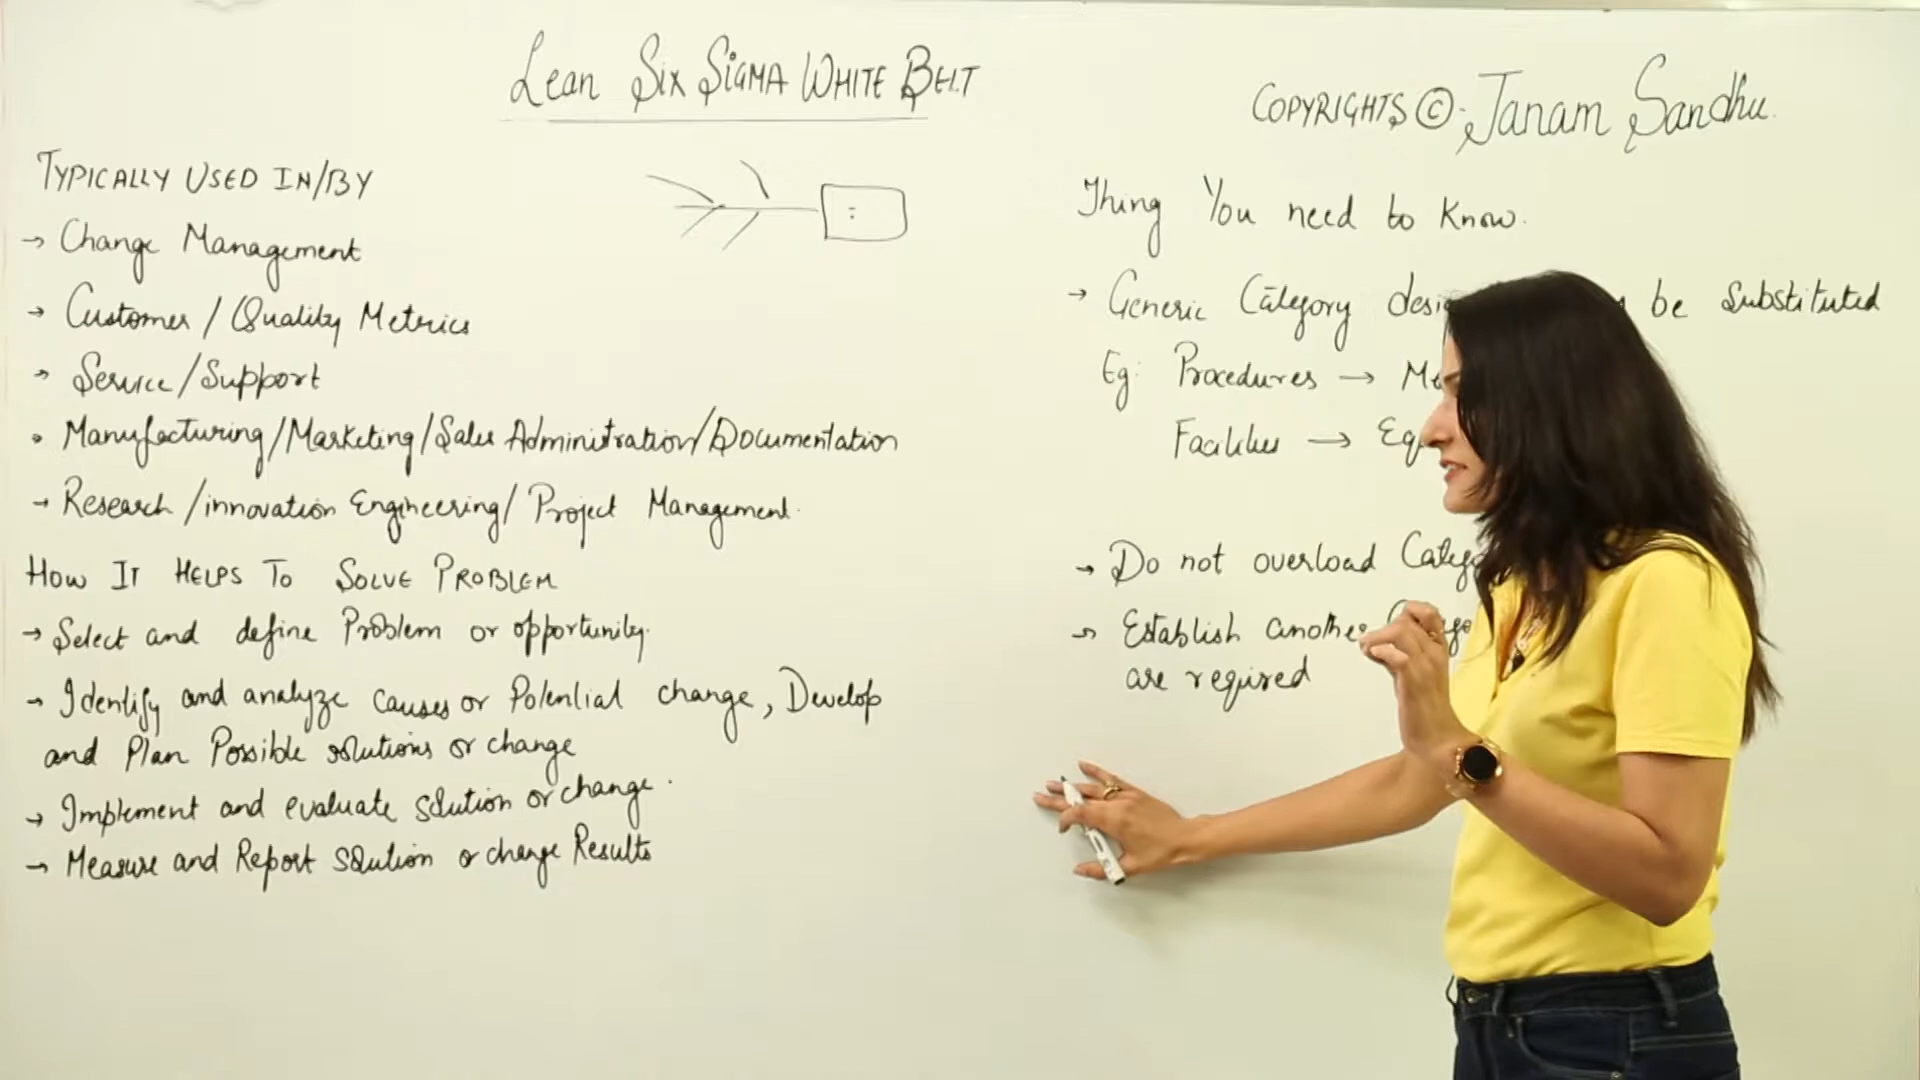 Lean Six Sigma White Belt
COPYRIGHTS © Janam Sandhu
TYPICALLY USED IN/BY
→ Change Management
→ Customer / Quality Metrics
→ Service/Support
• Manufacturing/Marketing/Sales Administration/Documentation
→ Research/innovation Engineering/ Project Management.
HOW IT HELPS TO SOLVE PROBLEM
→ Select and define Problem or opportunity.
→ Identify and analyze causes or Potential change, Develop
and Plan Possible solutions or change
→ Implement and evaluate solution or change.
→ Measure and Report solution or change Results
Thing You need to Know.
→ Generic Category be Substituted
Eg: Procedures →
Facilities →
→ Do not overload
→ Establish another
are required